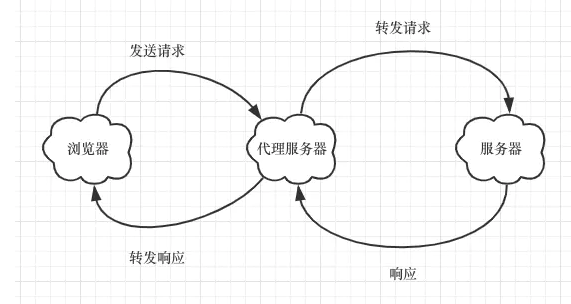 转发请求
发送请求
浏览器
代理服务器
服务器
转发响应
响应